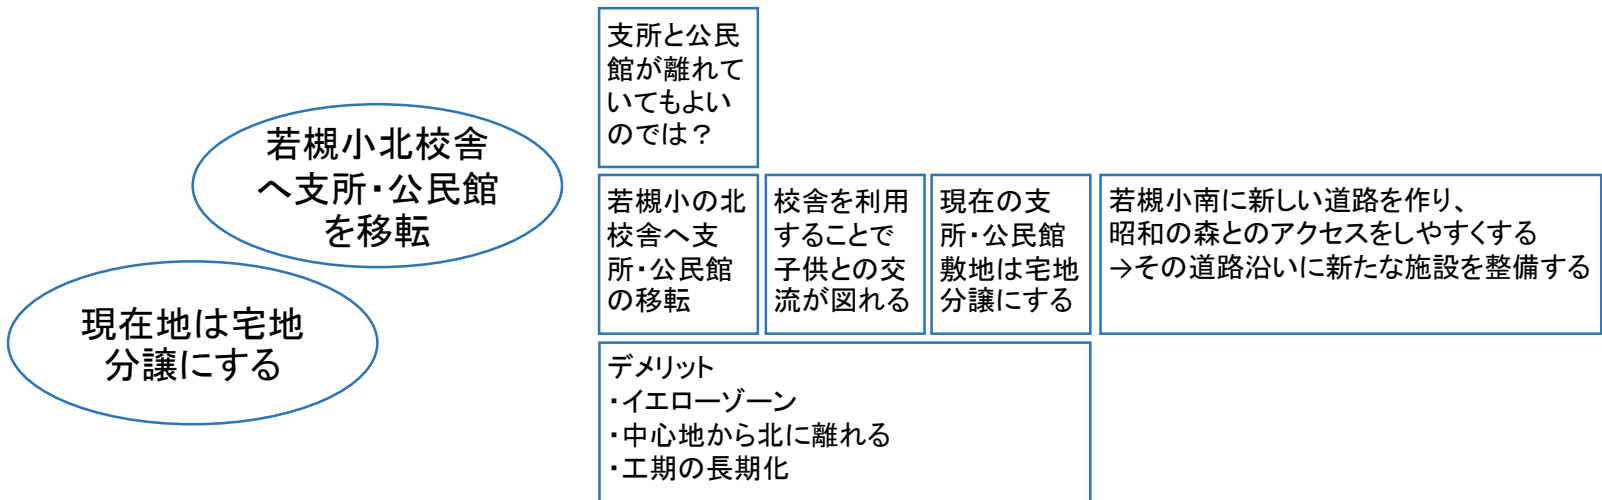 若槻小北校舎
へ支所・公民館
を移転
現在地は宅地
分譲にする
支所と公民
館が離れて
いてもよい
のでは？
若槻小の北
校舎へ支
所・公民館
の移転
校舎を利用
することで
子供との交
流が図れる
現在の支
所・公民館
敷地は宅地
分譲にする
若槻小南に新しい道路を作り、
昭和の森とのアクセスをしやすくする
→その道路沿いに新たな施設を整備する
デメリット
・イエローゾーン
・中心地から北に離れる
・工期の長期化